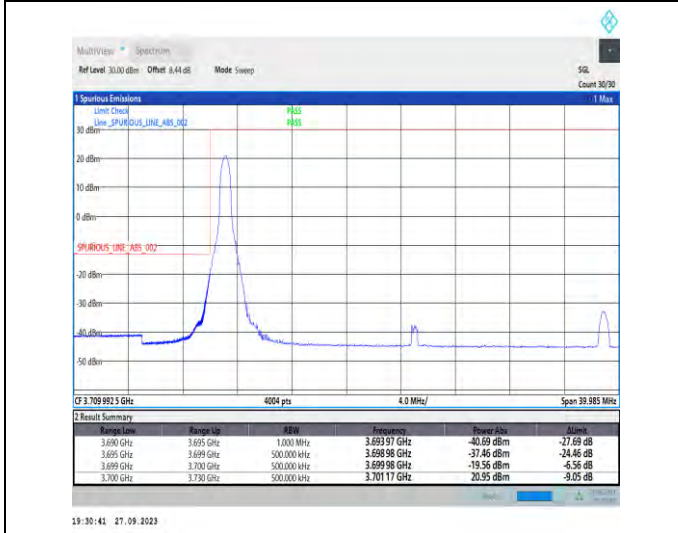 MultiView Spectrum
Ref Level 30.00 dBm Offset 8.44 dB Mode Sweep SGL
Count 30/30
1 Spurious Emissions 1 Max
Limit Check PASS
Line _SPURIOUS_LINE_ABS_002 PASS
30 dBm
20 dBm
10 dBm
0 dBm
SPURIOUS_LINE_ABS_002
-20 dBm
-30 dBm
-40 dBm
-50 dBm
CF 3.709 992 5 GHz 4004 pts 4.0 MHz/ Span 39.985 MHz
2 Result Summary
Range Low Range Up RBW Frequency Power Abs ΔLimit
3.690 GHz 3.695 GHz 1.000 MHz 3.693 97 GHz -40.69 dBm -27.69 dB
3.695 GHz 3.699 GHz 500.000 kHz 3.698 98 GHz -37.46 dBm -24.46 dB
3.699 GHz 3.700 GHz 500.000 kHz 3.699 98 GHz -19.56 dBm -6.56 dB
3.700 GHz 3.730 GHz 500.000 kHz 3.701 17 GHz 20.95 dBm -9.05 dB
19:30:41 27.09.2023